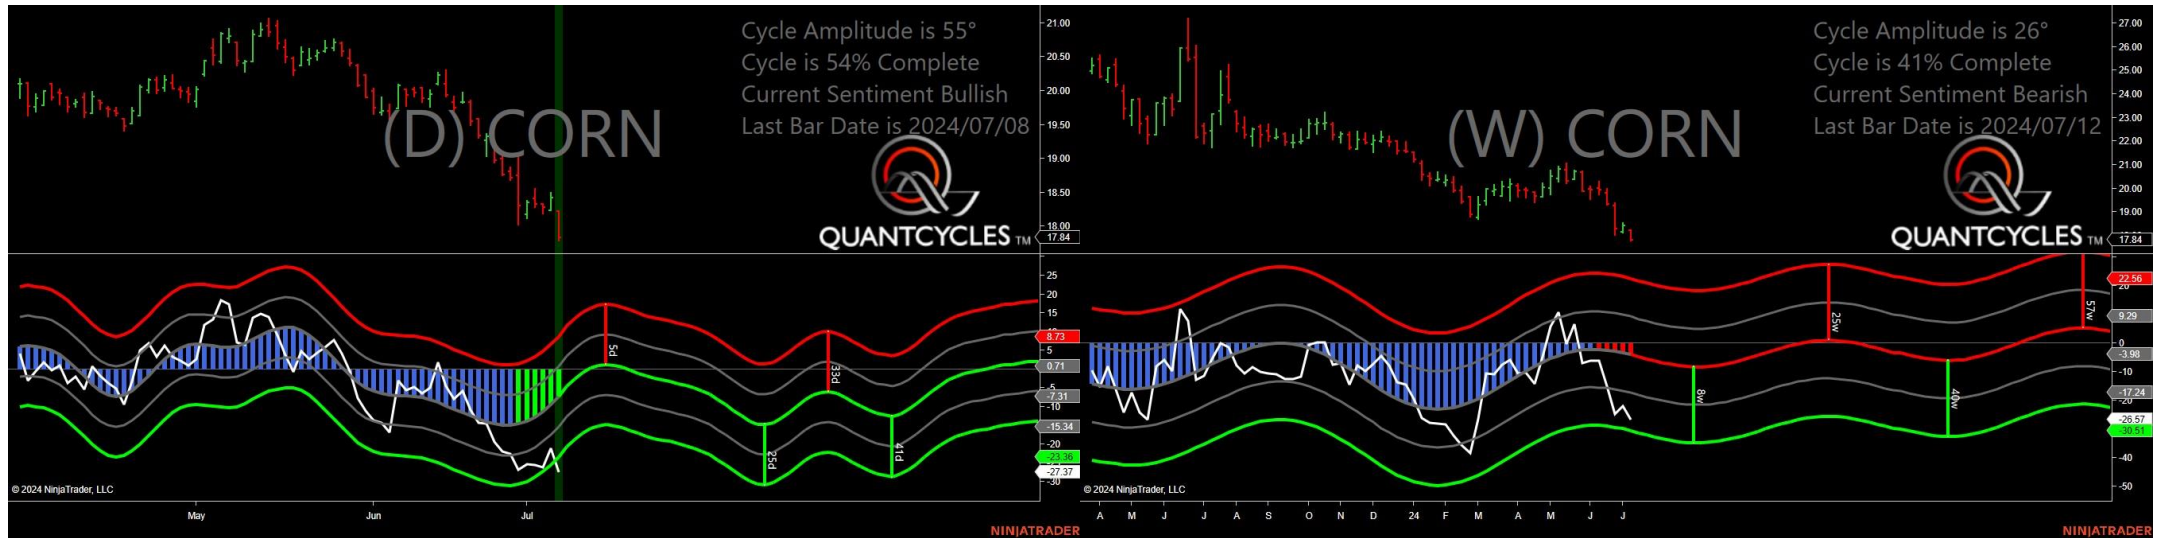 Cycle Amplitude is 55°
Cycle is 54% Complete
Current Sentiment Bullish
Last Bar Date is 2024/07/08
(D) CORN
QUANTCYCLES TM
21.00
20.50
20.00
19.50
19.00
18.50
18.00
17.84
25
20
15
8.73
5
0.71
-5
-7.31
-10
-15.34
-20
-23.36
-27.37
-30
5d
25d
33d
41d
© 2024 NinjaTrader, LLC
May
Jun
Jul
NINJATRADER
Cycle Amplitude is 26°
Cycle is 41% Complete
Current Sentiment Bearish
Last Bar Date is 2024/07/12
(W) CORN
QUANTCYCLES TM
27.00
26.00
25.00
24.00
23.00
22.00
21.00
20.00
19.00
17.84
22.56
20
9.29
0
-3.98
-10
-17.24
-20
-26.57
-30.51
-40
-50
8w
25w
40w
57w
© 2024 NinjaTrader, LLC
A
M
J
J
A
S
O
N
D
24
F
M
A
M
J
J
NINJATRADER